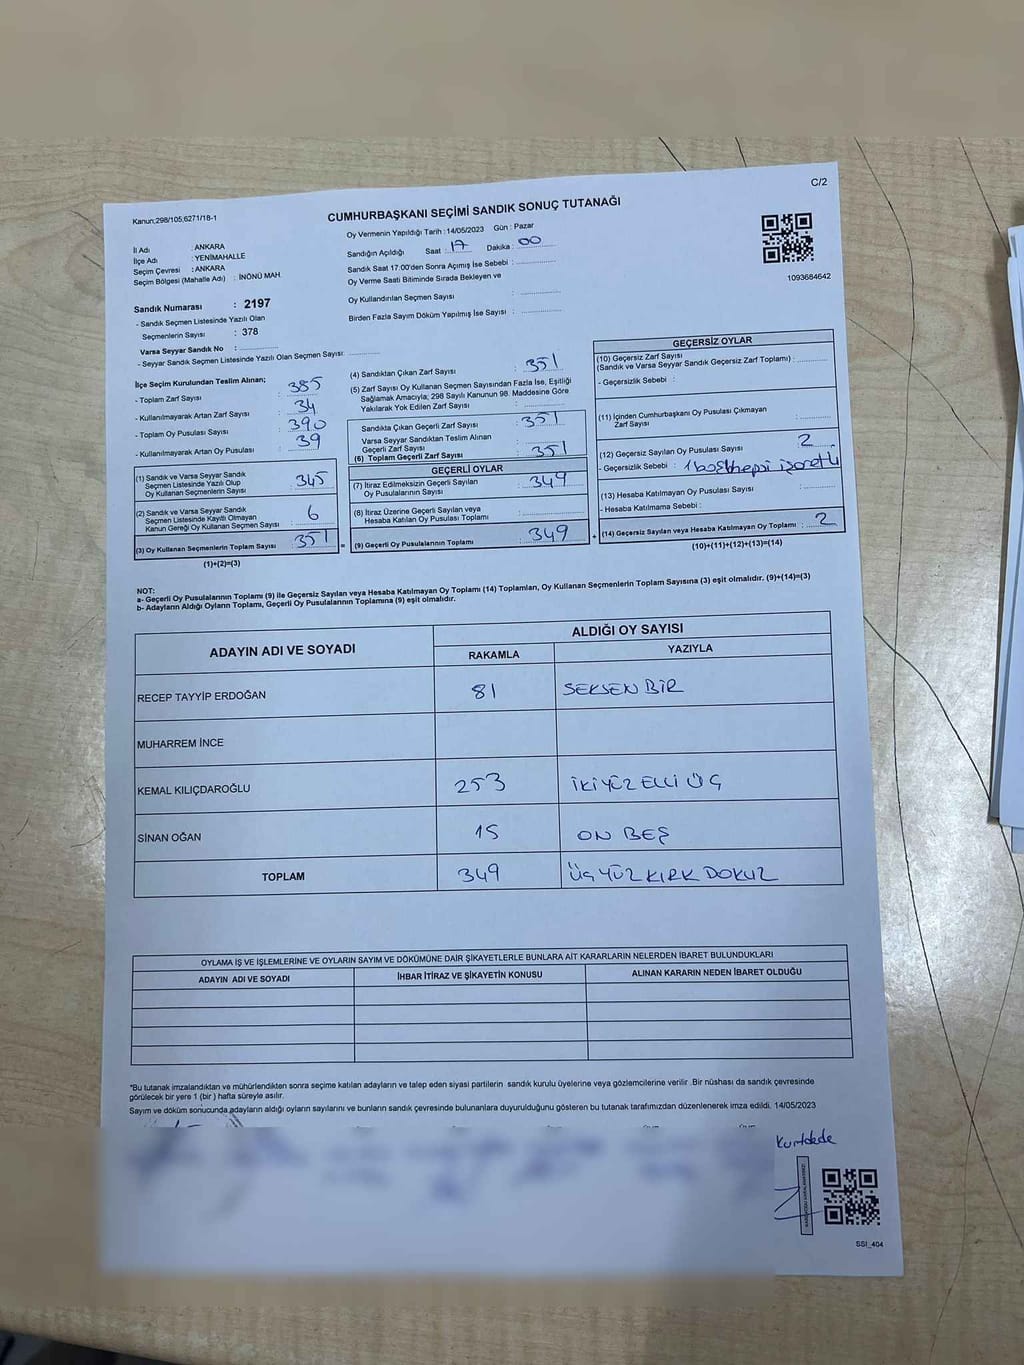 C/2
Kanun;298/105,6271/18-1
CUMHURBAŞKANI SEÇİMİ SANDIK SONUÇ TUTANAĞI
Oy Vermenin Yapıldığı Tarih : 14/05/2023 Gün : Pazar
İl Adı : ANKARA
İlçe Adı : YENİMAHALLE
Seçim Çevresi : ANKARA
Seçim Bölgesi (Mahalle Adı) : İNÖNÜ MAH.
Sandığın Açıldığı Saat : 17 Dakika : 00
Sandık Saat 17:00'den Sonra Açımış İse Sebebi :
Oy Verme Saati Bitiminde Sırada Bekleyen ve
Oy Kullandırılan Seçmen Sayısı :
Birden Fazla Sayım Döküm Yapılmış İse Sayısı :
1093684642
Sandık Numarası : 2197
- Sandık Seçmen Listesinde Yazılı Olan
Seçmenlerin Sayısı : 378
Varsa Seyyar Sandık No :
- Seyyar Sandık Seçmen Listesinde Yazılı Olan Seçmen Sayısı:
İlçe Seçim Kurulundan Teslim Alınan;
- Toplam Zarf Sayısı : 385
- Kullanılmayarak Artan Zarf Sayısı : 34
- Toplam Oy Pusulası Sayısı : 390
- Kullanılmayarak Artan Oy Pusulası : 39
(1) Sandık ve Varsa Seyyar Sandık
Seçmen Listesinde Yazılı Olup
Oy Kullanan Seçmenlerin Sayısı : 345
(2) Sandık ve Varsa Seyyar Sandık
Seçmen Listesinde Kayıtlı Olmayan
Kanun Gereği Oy Kullanan Seçmen Sayısı : 6
(3) Oy Kullanan Seçmenlerin Toplam Sayısı : 351
(1)+(2)=(3)
(4) Sandıktan Çıkan Zarf Sayısı : 351
(5) Zarf Sayısı Oy Kullanan Seçmen Sayısından Fazla İse, Eşitliği
Sağlamak Amacıyla; 298 Sayılı Kanunun 98. Maddesine Göre
Yakılarak Yok Edilen Zarf Sayısı :
Sandıkta Çıkan Geçerli Zarf Sayısı : 351
Varsa Seyyar Sandıktan Teslim Alınan
Geçerli Zarf Sayısı :
(6) Toplam Geçerli Zarf Sayısı : 351
GEÇERLİ OYLAR
(7) İtiraz Edilmeksizin Geçerli Sayılan
Oy Pusulalarının Sayısı : 349
(8) İtiraz Üzerine Geçerli Sayılan veya
Hesaba Katılan Oy Pusulası Toplamı :
= (9) Geçerli Oy Pusulalarının Toplamı : 349
GEÇERSİZ OYLAR
(10) Geçersiz Zarf Sayısı
(Sandık ve Varsa Seyyar Sandık Geçersiz Zarf Toplamı) :
- Geçersizlik Sebebi :
(11) İçinden Cumhurbaşkanı Oy Pusulası Çıkmayan
Zarf Sayısı :
(12) Geçersiz Sayılan Oy Pusulası Sayısı : 2
- Geçersizlik Sebebi : 1 boş 1 hepsi işaretli
(13) Hesaba Katılmayan Oy Pusulası Sayısı :
- Hesaba Katılmama Sebebi :
+ (14) Geçersiz Sayılan veya Hesaba Katılmayan Oy Toplamı : 2
(10)+(11)+(12)+(13)=(14)
NOT:
a- Geçerli Oy Pusulalarının Toplamı (9) ile Geçersiz Sayılan veya Hesaba Katılmayan Oy Toplamı (14) Toplamları, Oy Kullanan Seçmenlerin Toplam Sayısına (3) eşit olmalıdır. (9)+(14)=(3)
b- Adayların Aldığı Oyların Toplamı, Geçerli Oy Pusulalarının Toplamına (9) eşit olmalıdır.
ADAYIN ADI VE SOYADI
ALDIĞI OY SAYISI
RAKAMLA YAZIYLA
RECEP TAYYİP ERDOĞAN 81 SEKSEN BİR
MUHARREM İNCE
KEMAL KILIÇDAROĞLU 253 İKİ YÜZ ELLİ ÜÇ
SİNAN OĞAN 15 ON BEŞ
TOPLAM 349 ÜÇ YÜZ KIRK DOKUZ
OYLAMA İŞ VE İŞLEMLERİNE VE OYLARIN SAYIM VE DÖKÜMÜNE DAİR ŞİKAYETLERLE BUNLARA AİT KARARLARIN NELERDEN İBARET BULUNDUKLARI
ADAYIN ADI VE SOYADI İHBAR İTİRAZ VE ŞİKAYETİN KONUSU ALINAN KARARIN NEDEN İBARET OLDUĞU
*Bu tutanak imzalandıktan ve mühürlendikten sonra seçime katılan adayların ve talep eden siyasi partilerin sandık kurulu üyelerine veya gözlemcilerine verilir .Bir nüshası da sandık çevresinde
görülecek bir yere 1 (bir ) hafta süreyle asılır.
Sayım ve döküm sonucunda adayların aldığı oyların sayılarını ve bunların sandık çevresinde bulunanlara duyurulduğunu gösteren bu tutanak tarafımızdan düzenlenerek imza edildi. 14/05/2023
Kurtdede
SSI_404